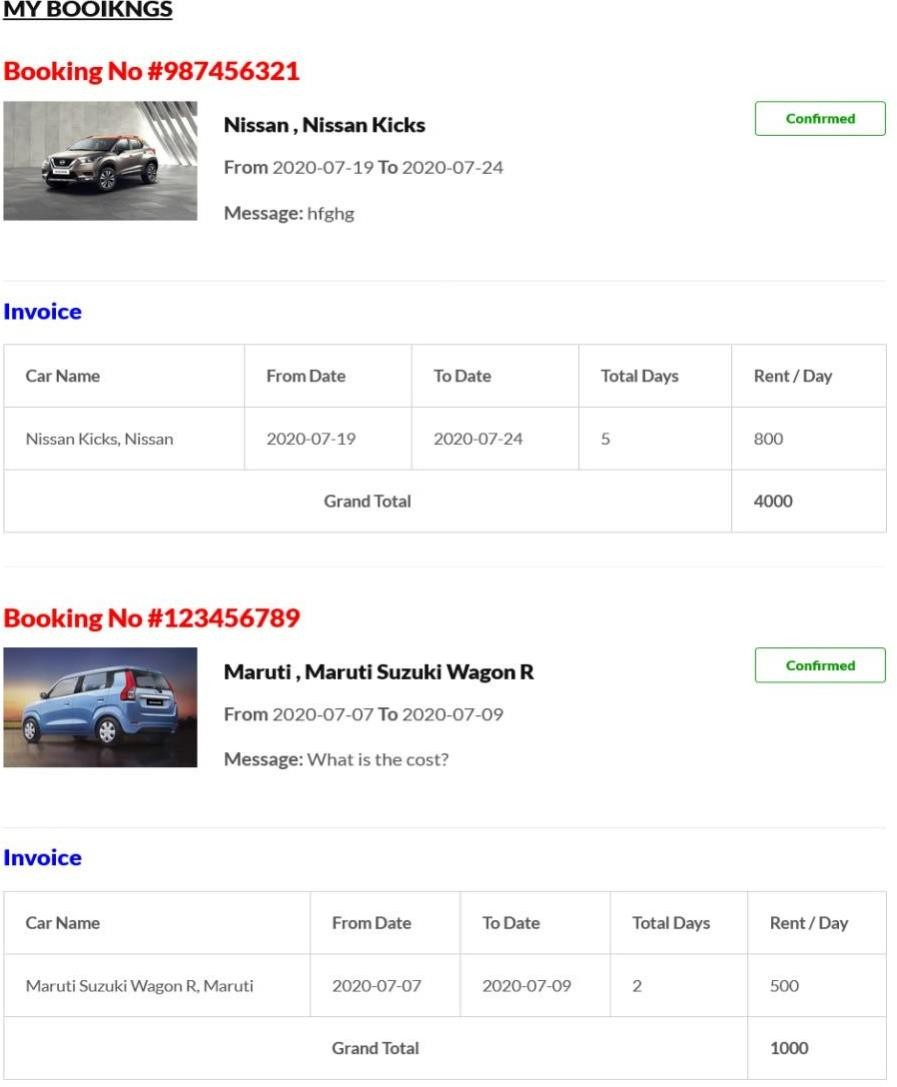 MY BOOIKNGS
Booking No #987456321
Nissan , Nissan Kicks
Confirmed
From 2020-07-19 To 2020-07-24
Message: hfghg
Invoice
Car Name From Date To Date Total Days Rent / Day
Nissan Kicks, Nissan 2020-07-19 2020-07-24 5 800
Grand Total 4000
Booking No #123456789
Maruti , Maruti Suzuki Wagon R
Confirmed
From 2020-07-07 To 2020-07-09
Message: What is the cost?
Invoice
Car Name From Date To Date Total Days Rent / Day
Maruti Suzuki Wagon R, Maruti 2020-07-07 2020-07-09 2 500
Grand Total 1000